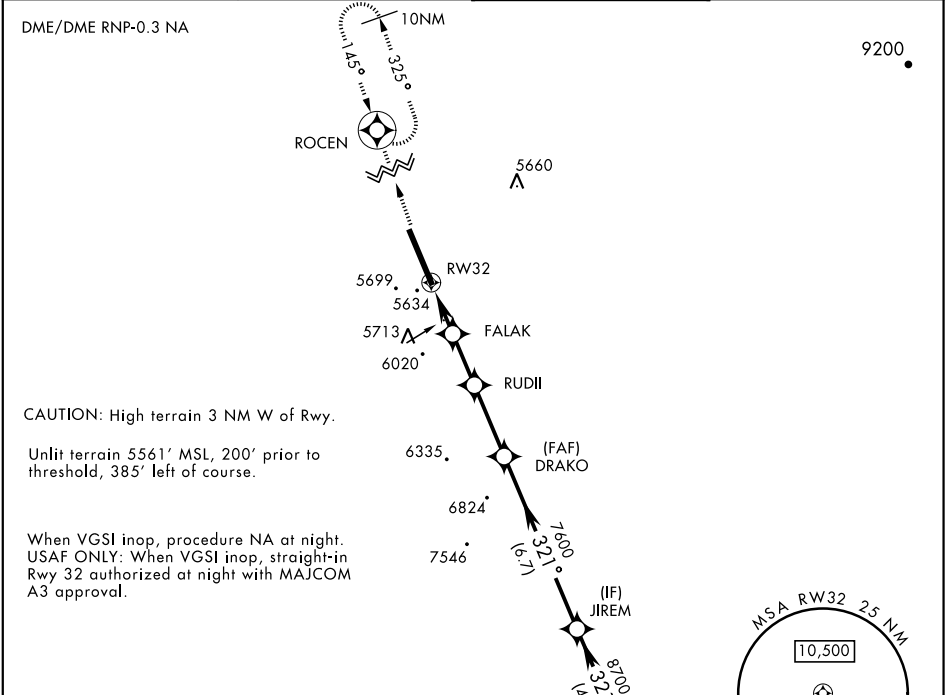 DME/DME RNP-0.3 NA
10NM
9200
145°
325°
ROCEN
5660
RW32
5699
5634
5713
FALAK
6020
RUDII
CAUTION: High terrain 3 NM W of Rwy.
Unlit terrain 5561' MSL, 200' prior to
threshold, 385' left of course.
6335
(FAF)
DRAKO
6824
7546
7600
321°
(6.7)
When VGSI inop, procedure NA at night.
USAF ONLY: When VGSI inop, straight-in
Rwy 32 authorized at night with MAJCOM
A3 approval.
(IF)
JIREM
8700
MSA RW32 25 NM
10,500